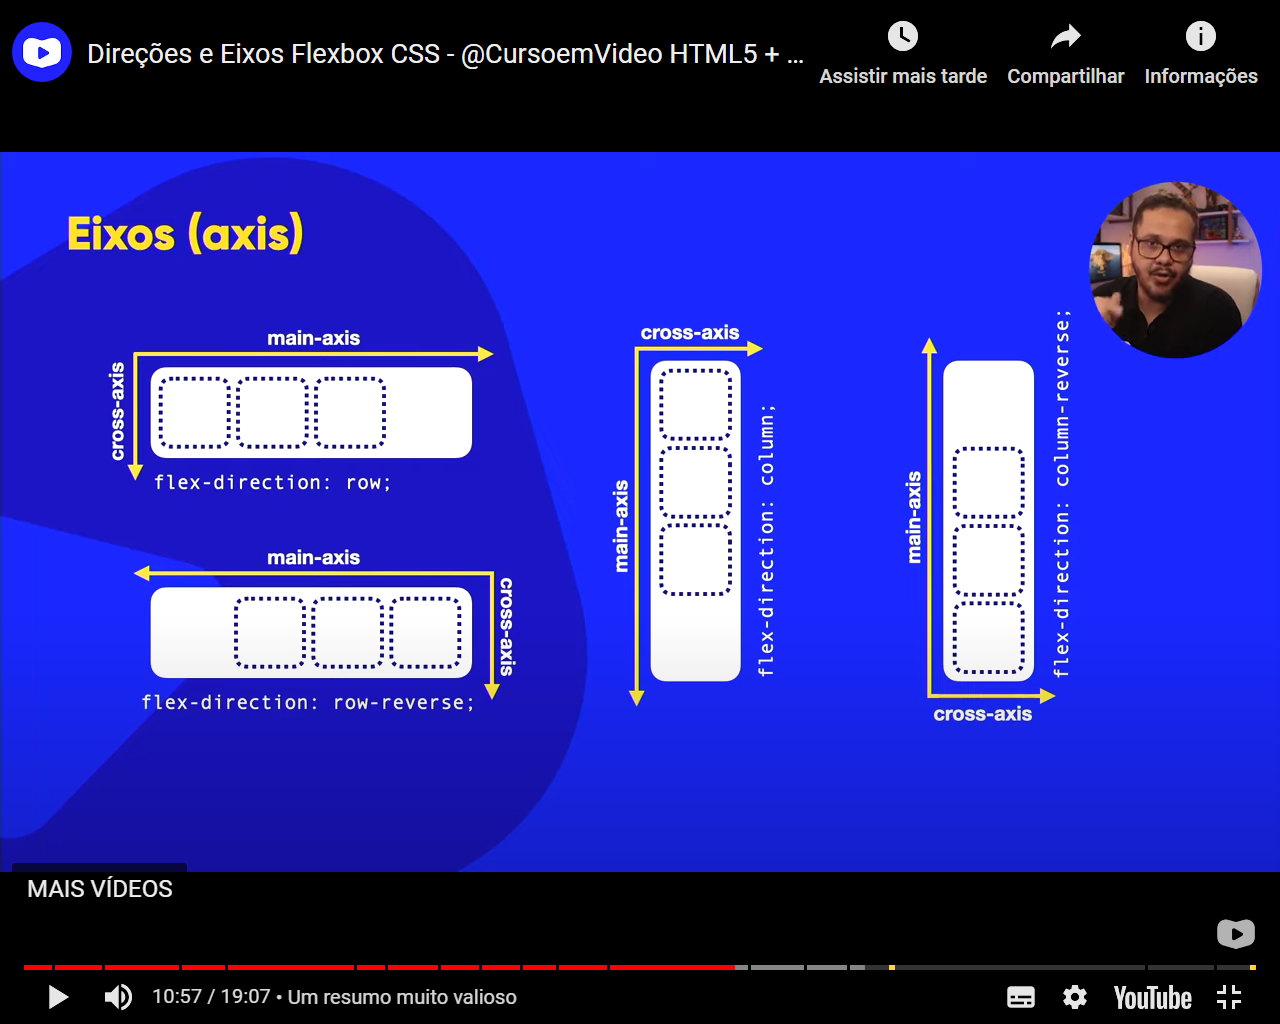 Direções e Eixos Flexbox CSS - @CursoemVideo HTML5 + ...
Assistir mais tarde
Compartilhar
Informações
Eixos (axis)
main-axis
cross-axis
flex-direction: row;
main-axis
cross-axis
flex-direction: row-reverse;
cross-axis
main-axis
flex-direction: column;
main-axis
cross-axis
flex-direction: column-reverse;
MAIS VÍDEOS
10:57 / 19:07 • Um resumo muito valioso
YouTube